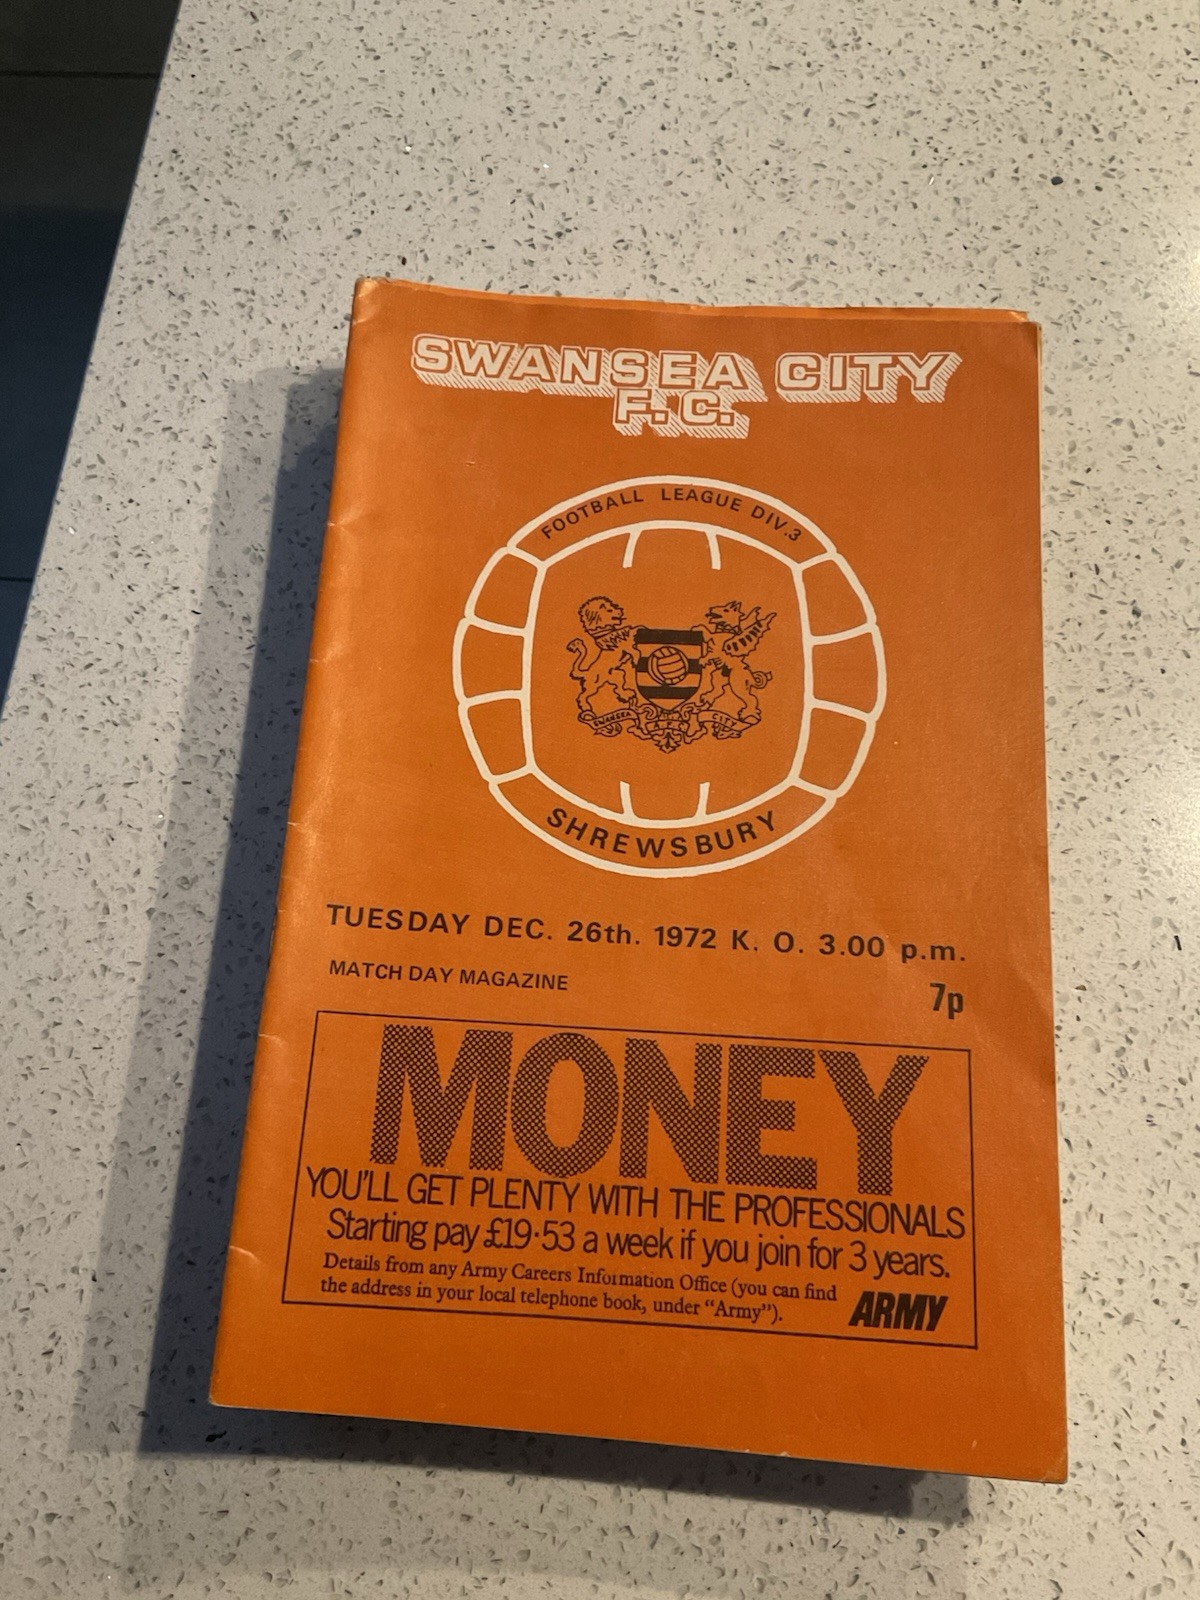 SWANSEA CITY
F.C.
FOOTBALL LEAGUE DIV.3
SWANSEA A.F.C. CITY
SHREWSBURY
TUESDAY DEC. 26th. 1972 K. O. 3.00 p.m.
MATCH DAY MAGAZINE
7p
MONEY
YOU'LL GET PLENTY WITH THE PROFESSIONALS
Starting pay £19·53 a week if you join for 3 years.
Details from any Army Careers Information Office (you can find
the address in your local telephone book, under “Army”).
ARMY